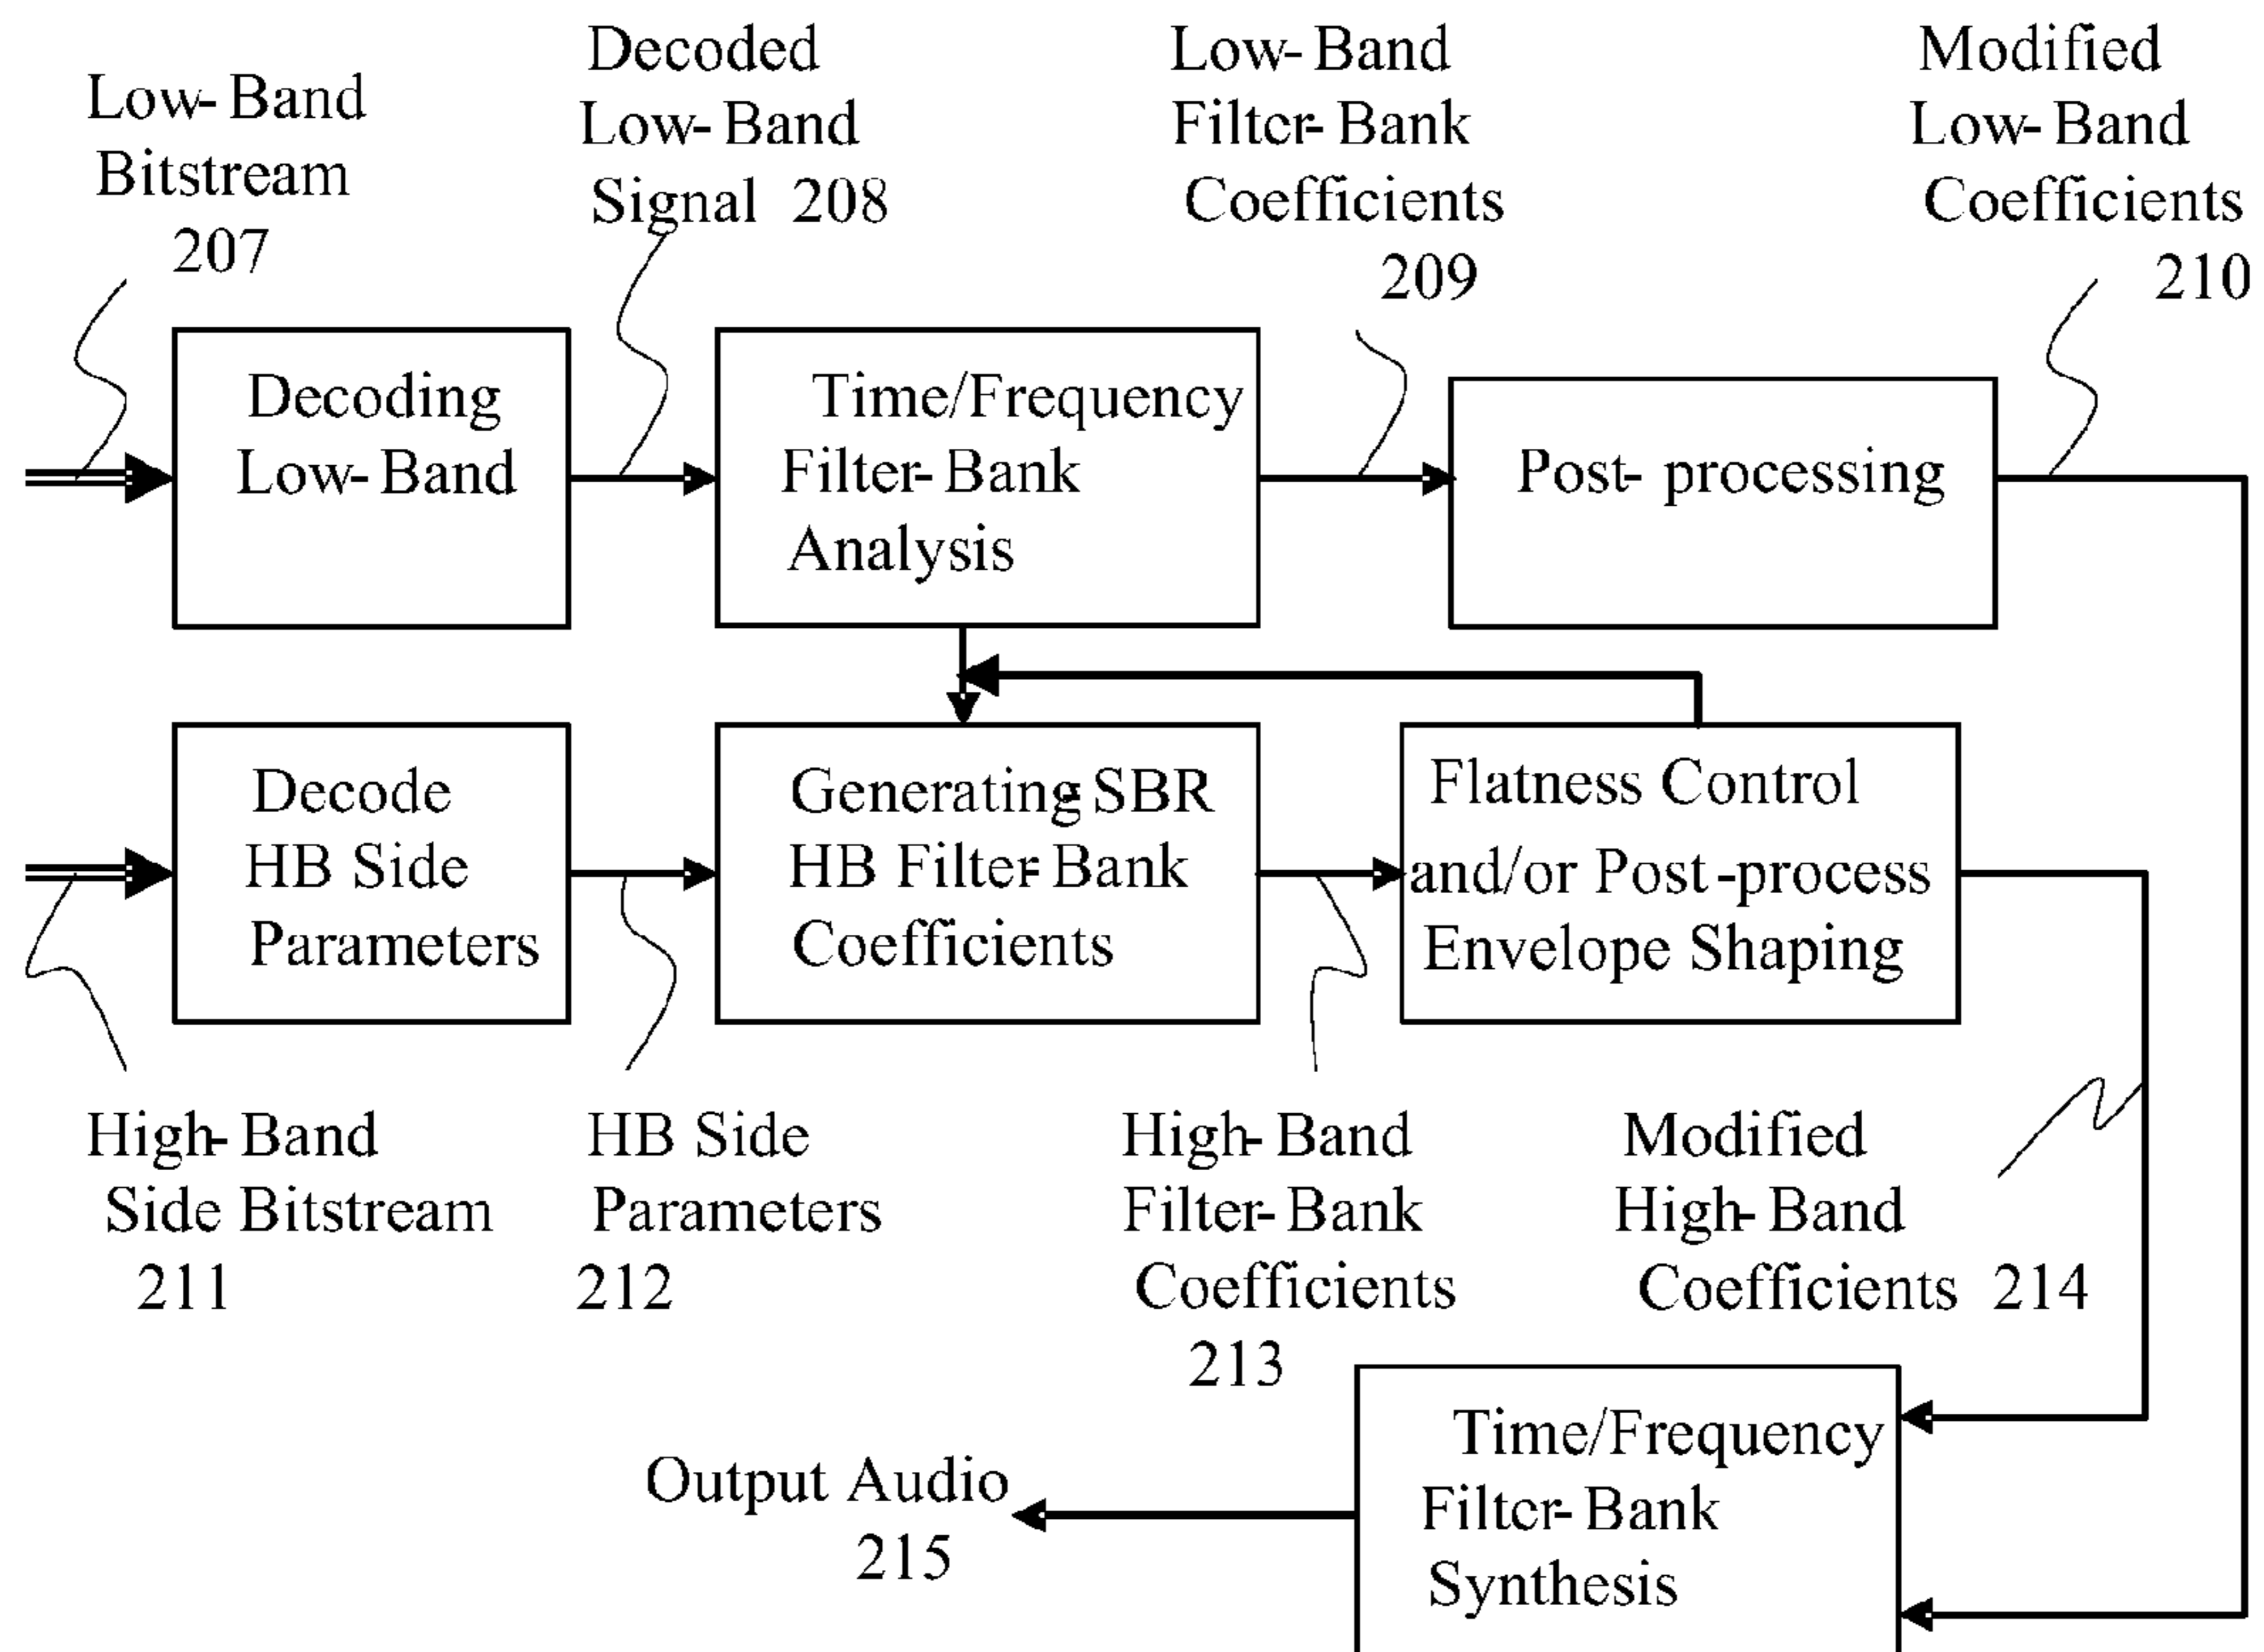 Low-Band
Bitstream
207
Decoded
Low-Band
Signal 208
Low-Band
Filter-Bank
Coefficients
209
Modified
Low-Band
Coefficients
210
Decoding
Low-Band
Time/Frequency
Filter-Bank
Analysis
Post-processing
Decode
HB Side
Parameters
Generating SBR
HB Filter-Bank
Coefficients
Flatness Control
and/or Post-process
Envelope Shaping
High-Band
Side Bitstream
211
HB Side
Parameters
212
High-Band
Filter-Bank
Coefficients
213
Modified
High-Band
Coefficients 214
Time/Frequency
Filter-Bank
Synthesis
Output Audio
215